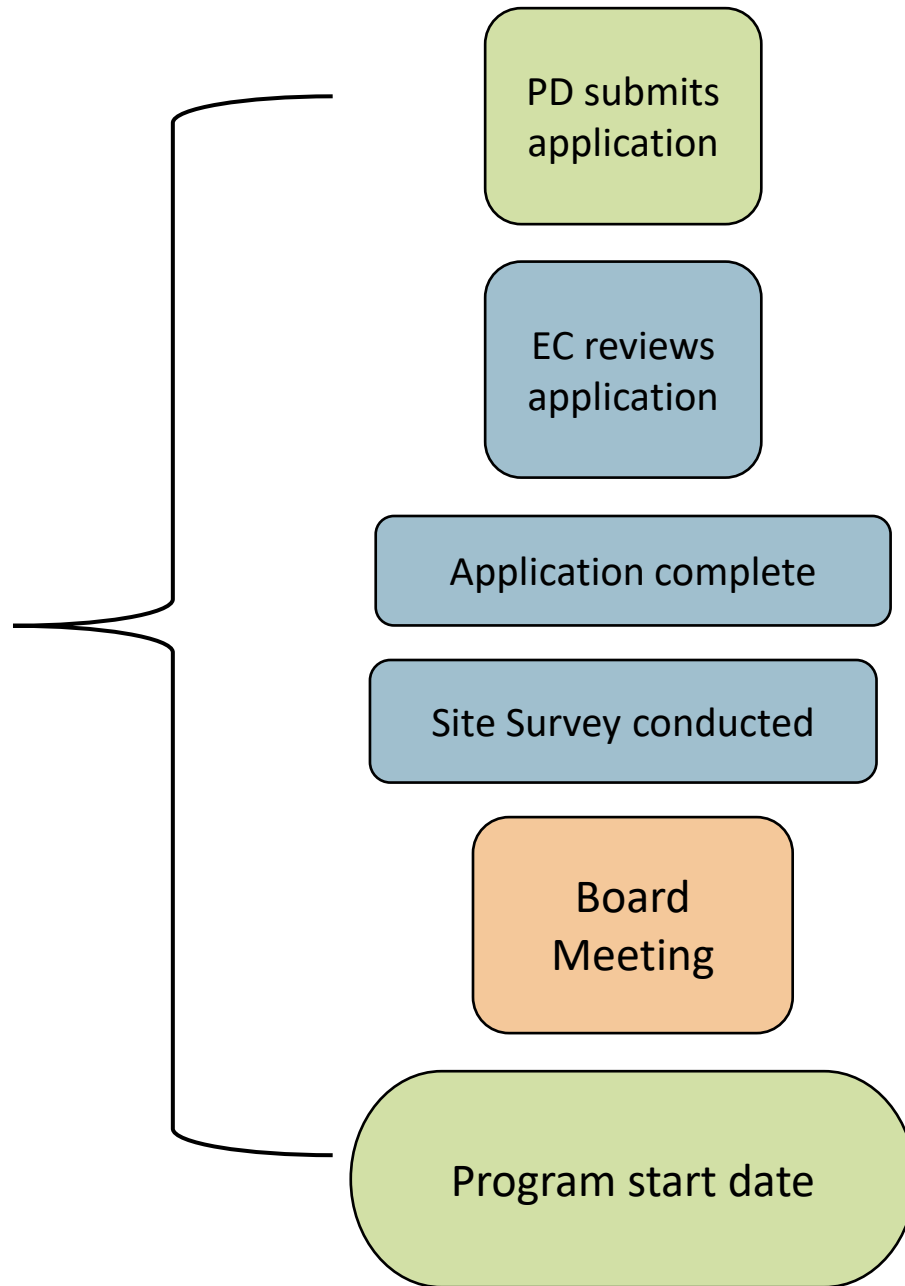 PD submits
application
EC reviews
application
Application complete
Site Survey conducted
Board
Meeting
Program start date